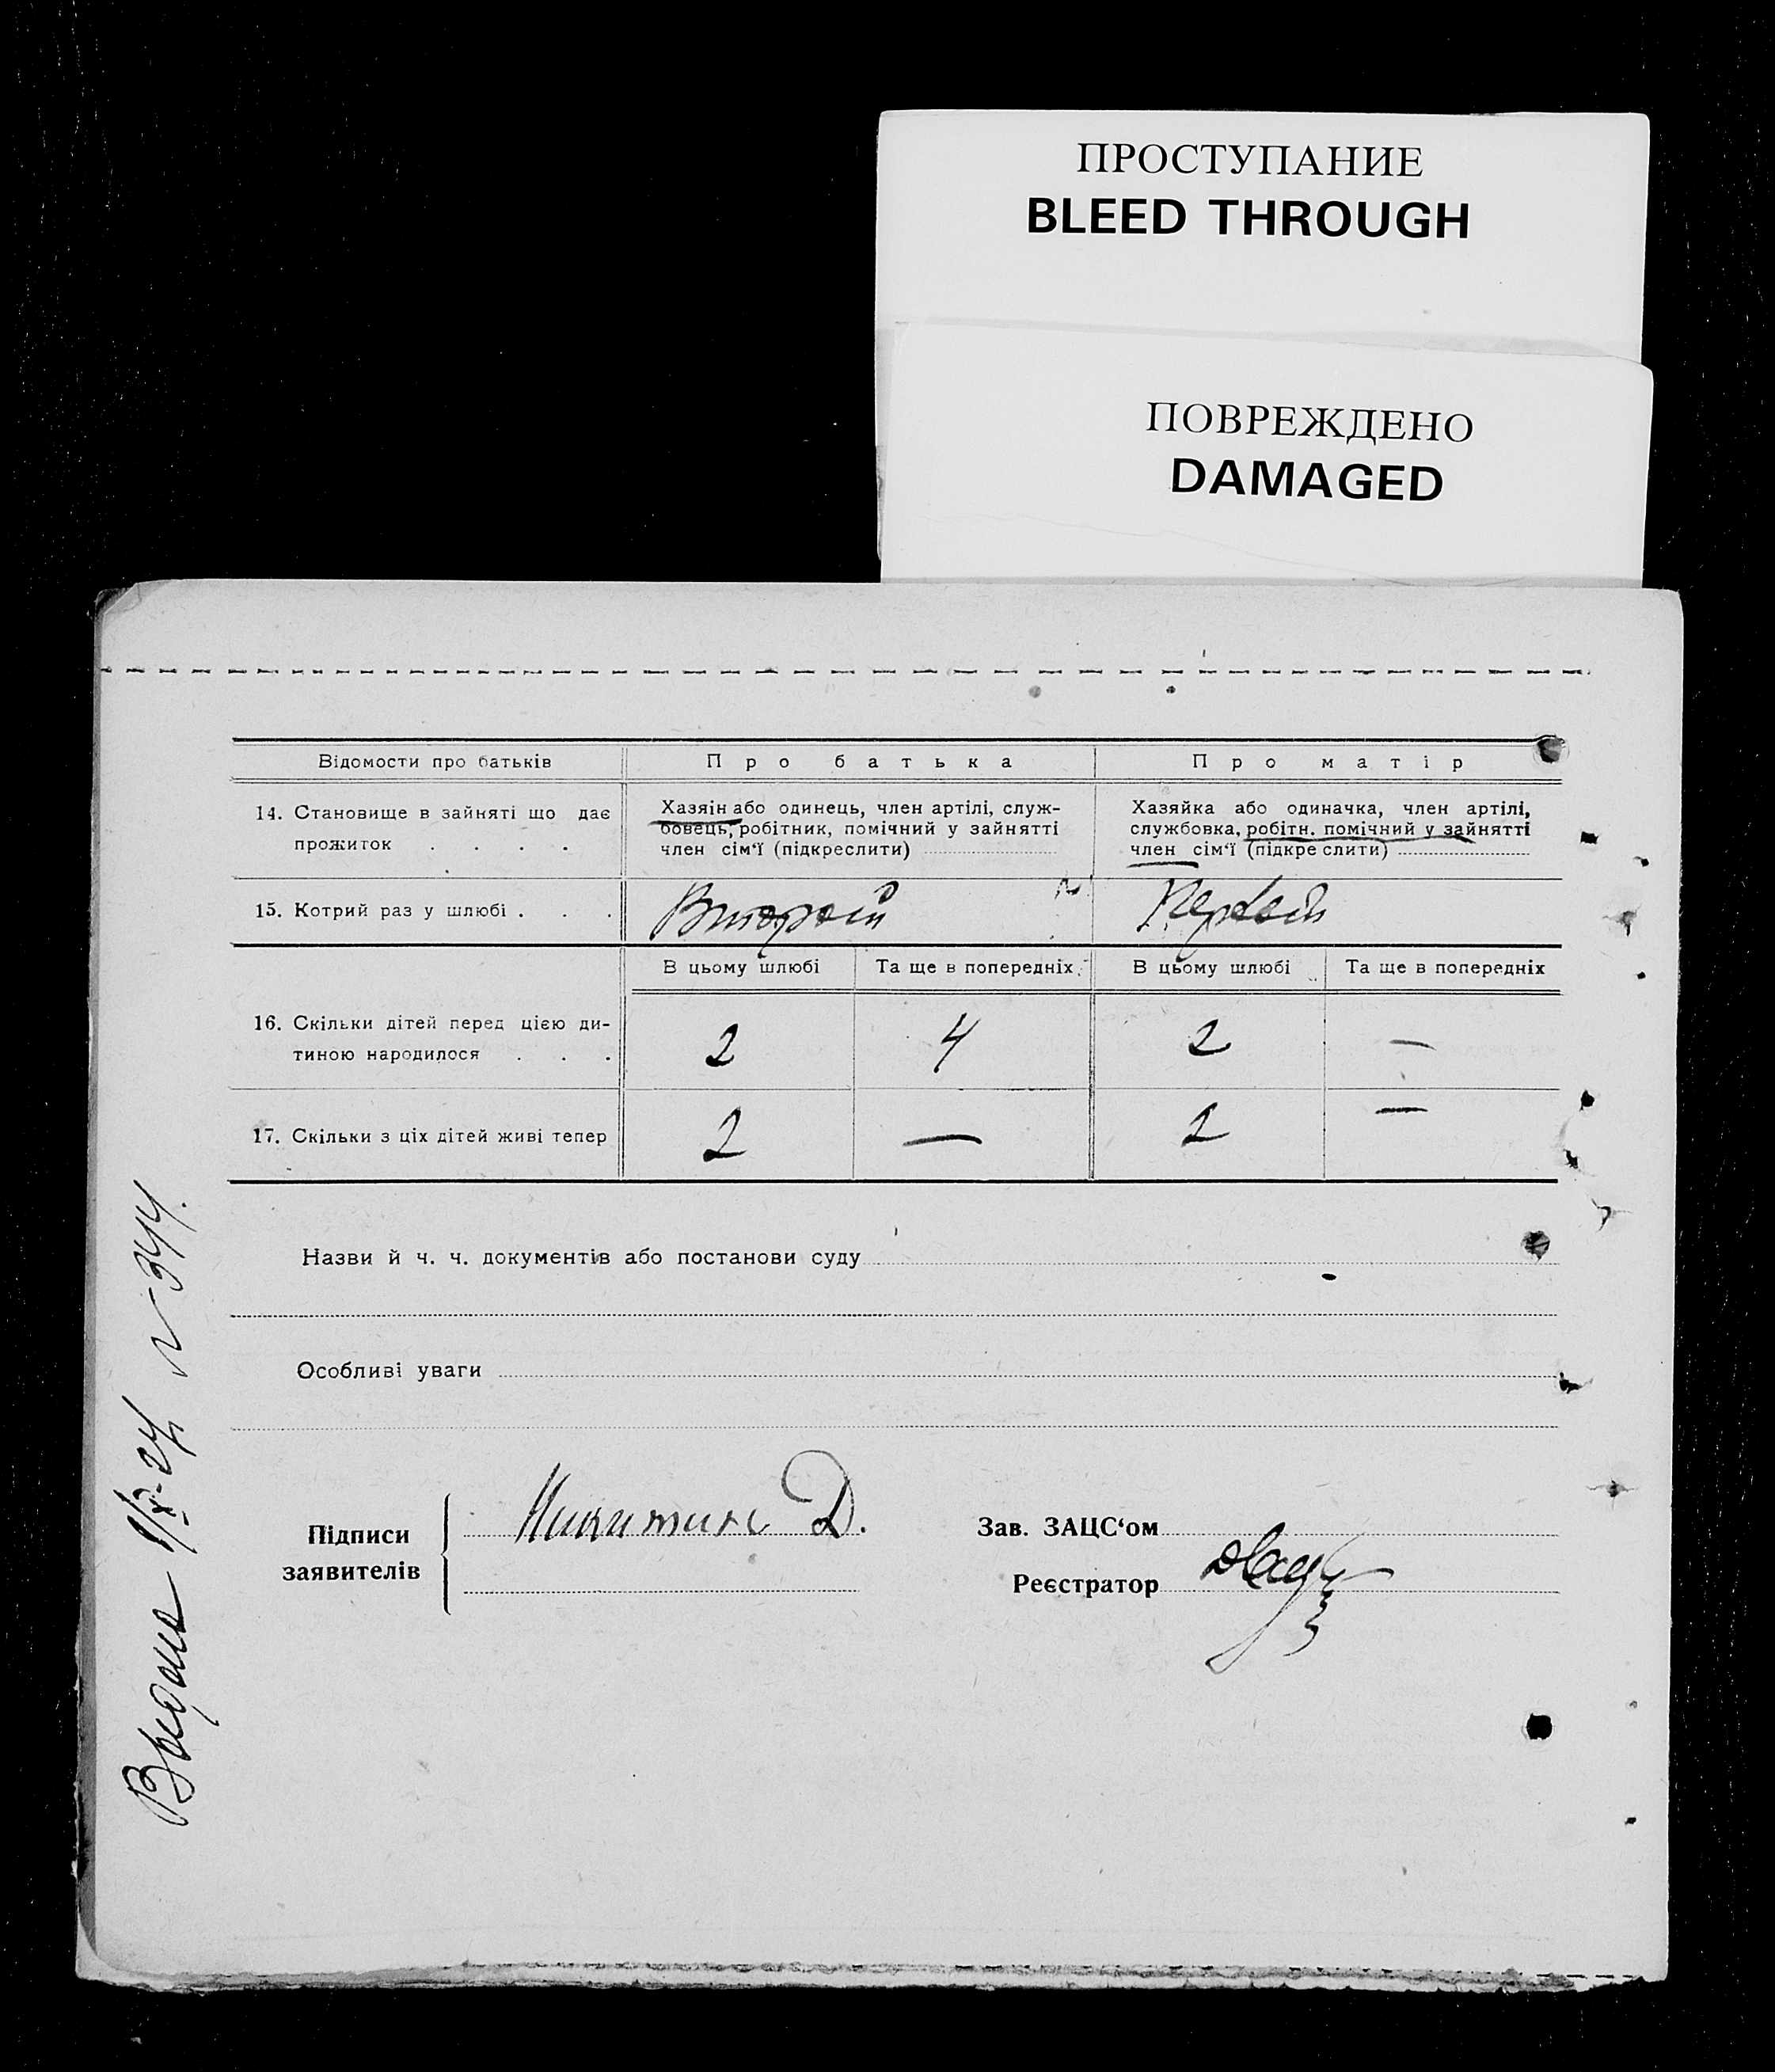 ПРОСТУПАНИЕ
BLEED THROUGH
ПОВРЕЖДЕНО
DAMAGED
Відомости про батьків
Про батька
Про матір
14. Становище в зайняті що дає
прожиток . . . .
Хазяїн або одинець, член артілі, служ-
бовець, робітник, помічний у зайнятті
член сім‘ї (підкреслити)
Хазяйка або одиначка, член артілі,
службовка, робітн. помічний у зайнятті
член сім‘ї (підкреслити)
15. Котрий раз у шлюбі . . .
Второй
Первый
В цьому шлюбі
Та ще в попередніх
В цьому шлюбі
Та ще в попередніх
16. Скільки дітей перед цією ди-
тиною народилося . . .
2
4
2
—
17. Скільки з ціх дітей живі тепер
2
—
2
—
Назви й ч. ч. документів або постанови суду
Особливі уваги
Підписи
заявителів
Никитин Д.
Зав. ЗАЦС‘ом
Реєстратор
Выдана № 344.